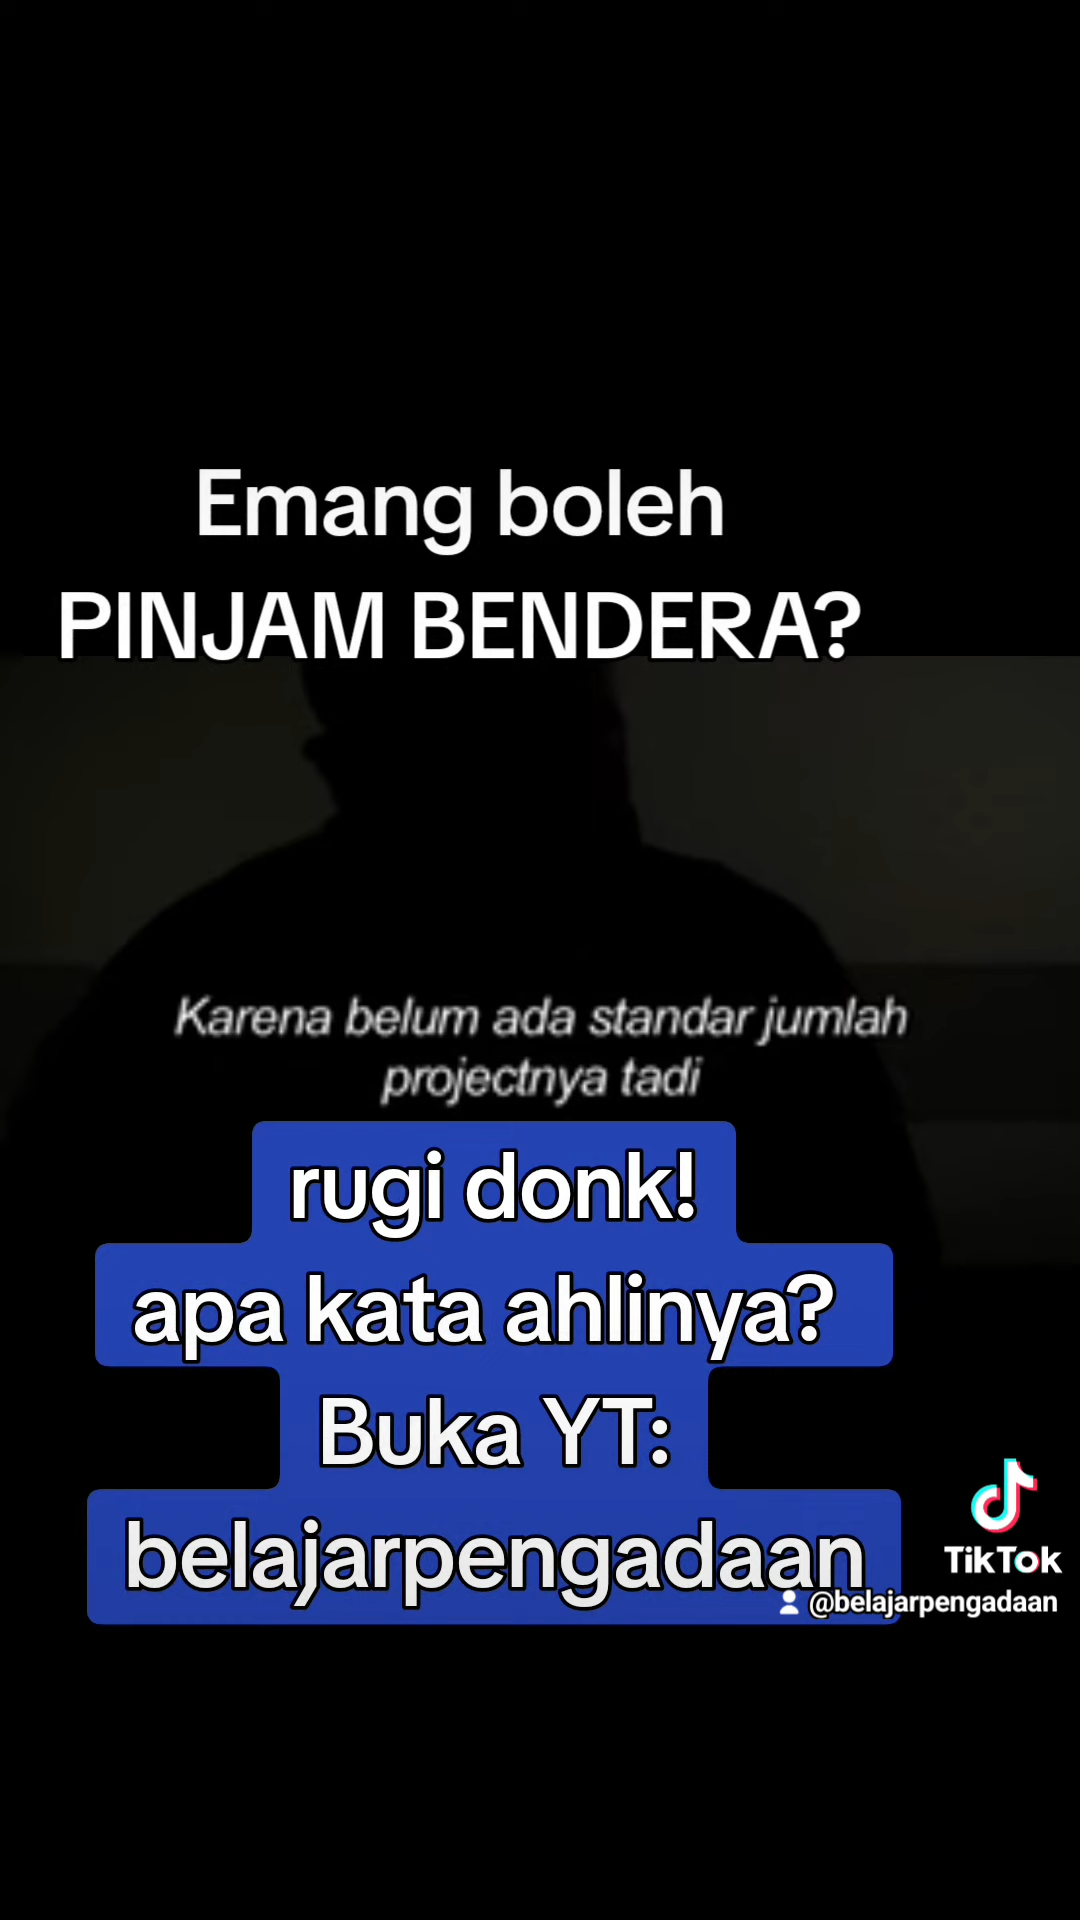 Emang boleh
PINJAM BENDERA?
Karena belum ada standar jumlah
projectnya tadi
rugi donk!
apa kata ahlinya?
Buka YT:
belajarpengadaan
TikTok
@belajarpengadaan